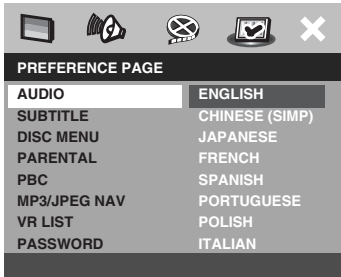 PREFERENCE PAGE
AUDIO ENGLISH
SUBTITLE CHINESE (SIMP)
DISC MENU JAPANESE
PARENTAL FRENCH
PBC SPANISH
MP3/JPEG NAV PORTUGUESE
VR LIST POLISH
PASSWORD ITALIAN